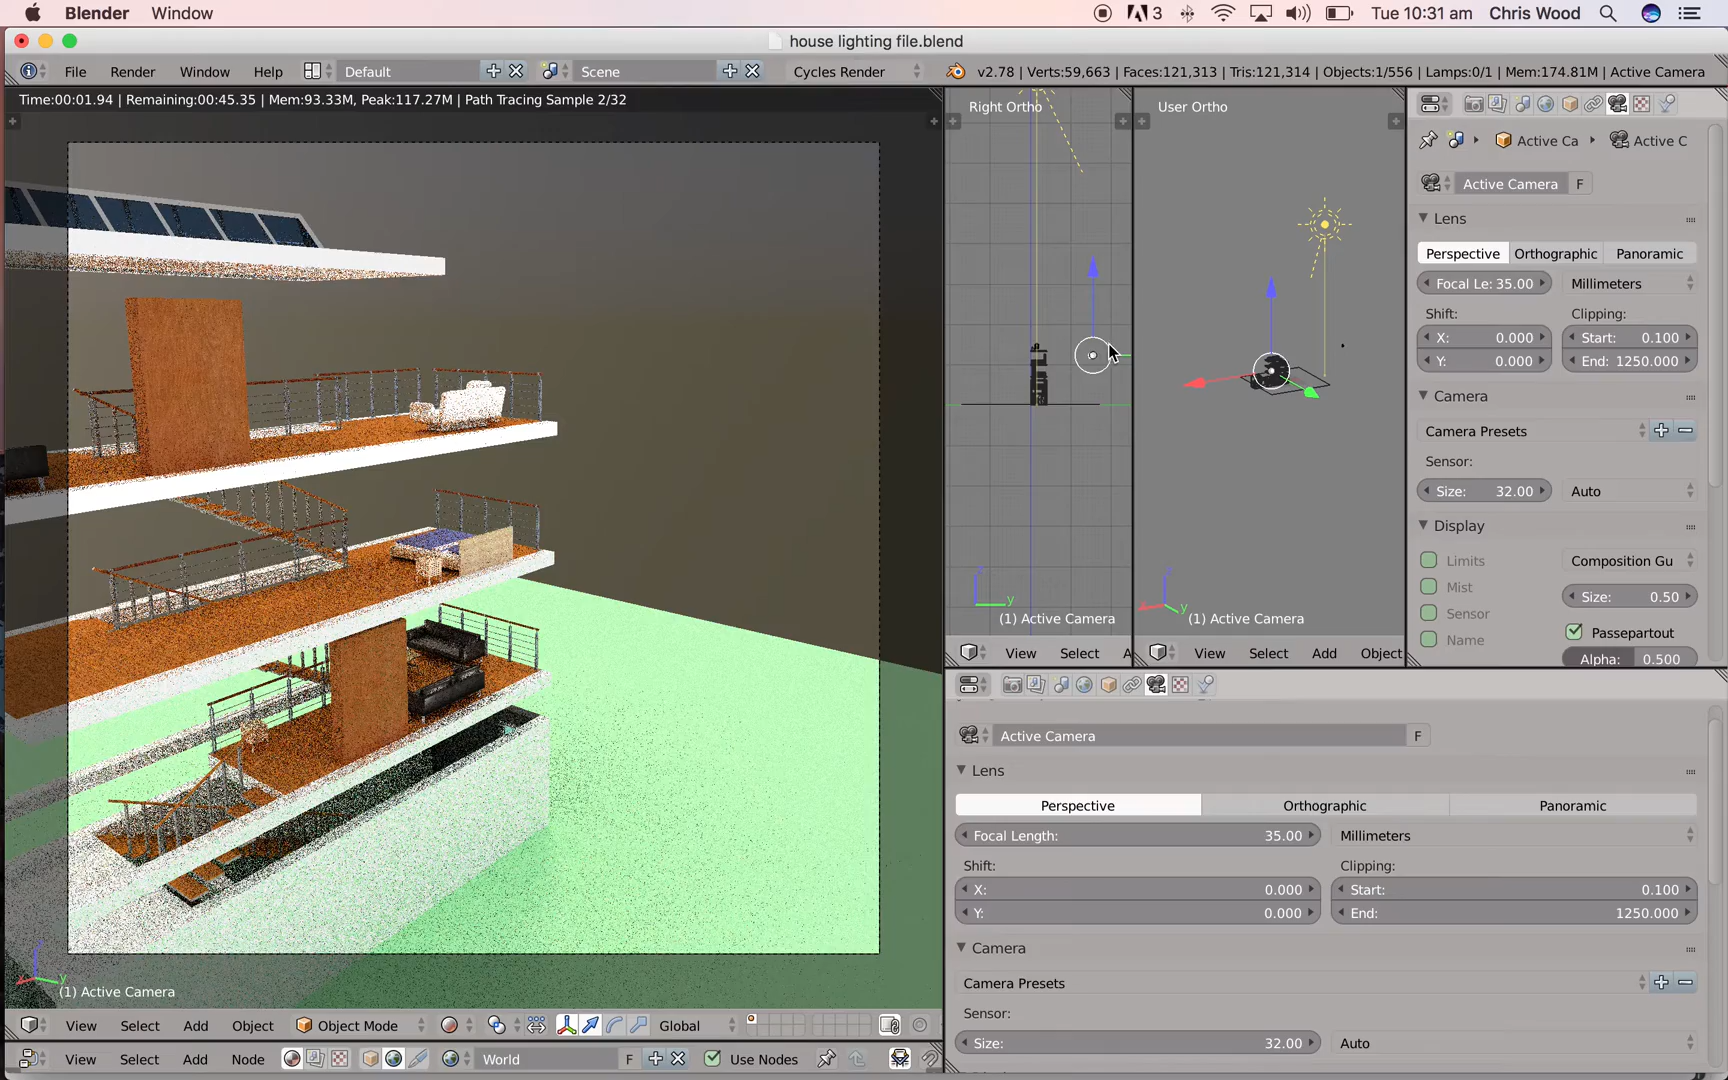 Blender Window 3 Tue 10:31 am Chris Wood
house lighting file.blend
File Render Window Help Default Scene Cycles Render v2.78 | Verts:59,663 | Faces:121,313 | Tris:121,314 | Objects:1/556 | Lamps:0/1 | Mem:174.81M | Active Camera
Time:00:01.94 | Remaining:00:45.35 | Mem:93.33M, Peak:117.27M | Path Tracing Sample 2/32
(1) Active Camera
View Select Add Object Object Mode Global
View Select Add Node World F Use Nodes
Right Ortho
z
y
(1) Active Camera
View Select A
User Ortho
z
y
(1) Active Camera
View Select Add Object
Active Ca Active C
Active Camera F
Lens
Perspective Orthographic Panoramic
Focal Le: 35.00 Millimeters
Shift: Clipping:
X: 0.000 Start: 0.100
Y: 0.000 End: 1250.000
Camera
Camera Presets
Sensor:
Size: 32.00 Auto
Display
Limits Composition Gu
Mist Size: 0.50
Sensor
Name Passepartout
Alpha: 0.500
Active Camera F
Lens
Perspective Orthographic Panoramic
Focal Length: 35.00 Millimeters
Shift: Clipping:
X: 0.000 Start: 0.100
Y: 0.000 End: 1250.000
Camera
Camera Presets
Sensor:
Size: 32.00 Auto